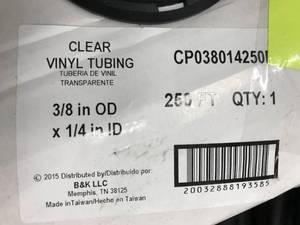 CLEAR
VINYL TUBING
TUBERIA DE VINIL
TRANSPARENTE
CP038014250
3/8 in OD
x 1/4 in ID
250 FT QTY: 1
© 2015 Distributed by/Distribuido por:
B&K LLC
Memphis, TN 38125
Made in Taiwan/Hecho en Taiwan
20032888193585